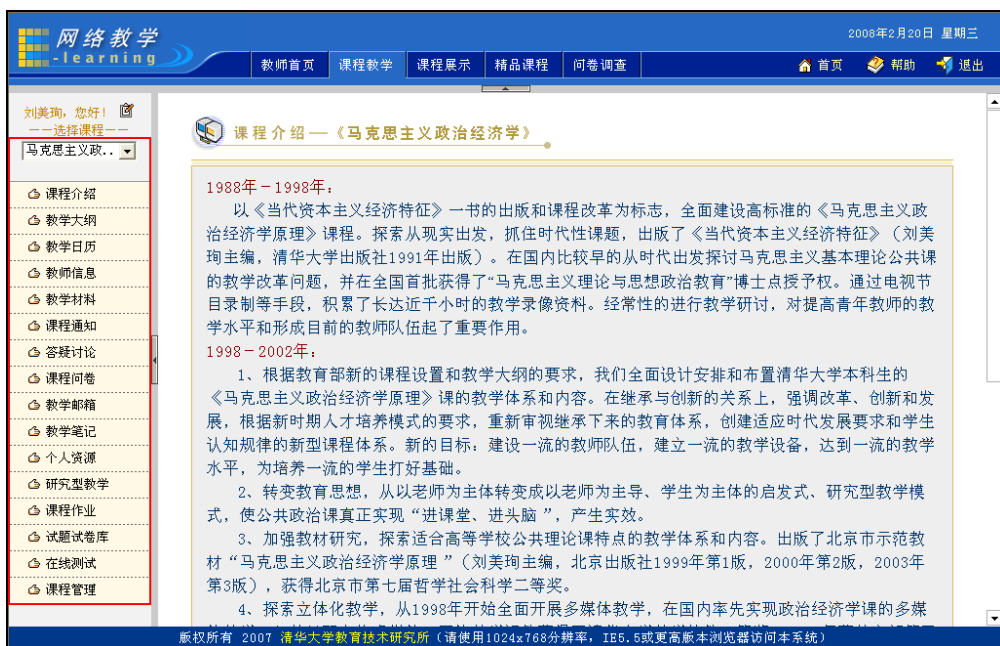 网络教学
-learning
2008年2月20日 星期三
教师首页 课程教学 课程展示 精品课程 问卷调查 首页 帮助 退出
刘美珣，您好！
——选择课程——
马克思主义政..
课程介绍
教学大纲
教学日历
教师信息
教学材料
课程通知
答疑讨论
课程问卷
教学邮箱
教学笔记
个人资源
研究型教学
课程作业
试题试卷库
在线测试
课程管理
课程介绍—《马克思主义政治经济学》
1988年－1998年：
以《当代资本主义经济特征》一书的出版和课程改革为标志，全面建设高标准的《马克思主义政
治经济学原理》课程。探索从现实出发，抓住时代性课题，出版了《当代资本主义经济特征》（刘美
珣主编，清华大学出版社1991年出版）。在国内比较早的从时代出发探讨马克思主义基本理论公共课
的教学改革问题，并在全国首批获得了“马克思主义理论与思想政治教育”博士点授予权。通过电视节
目录制等手段，积累了长达近千小时的教学录像资料。经常性的进行教学研讨，对提高青年教师的教
学水平和形成目前的教师队伍起了重要作用。
1998－2002年：
1、根据教育部新的课程设置和教学大纲的要求，我们全面设计安排和布置清华大学本科生的
《马克思主义政治经济学原理》课的教学体系和内容。在继承与创新的关系上，强调改革、创新和发
展，根据新时期人才培养模式的要求，重新审视继承下来的教育体系，创建适应时代发展要求和学生
认知规律的新型课程体系。新的目标：建设一流的教师队伍，建立一流的教学设备，达到一流的教学
水平，为培养一流的学生打好基础。
2、转变教育思想，从以老师为主体转变成以老师为主导、学生为主体的启发式、研究型教学模
式，使公共政治课真正实现“进课堂、进头脑 ”，产生实效。
3、加强教材研究，探索适合高等学校公共理论课特点的教学体系和内容。出版了北京市示范教
材“马克思主义政治经济学原理 ”（刘美珣主编，北京出版社1999年第1版，2000年第2版，2003年
第3版），获得北京市第七届哲学社会科学二等奖。
4、探索立体化教学，从1998年开始全面开展多媒体教学，在国内率先实现政治经济学课的多媒
版权所有 2007 清华大学教育技术研究所（请使用1024x768分辨率，IE5.5或更高版本浏览器访问本系统）